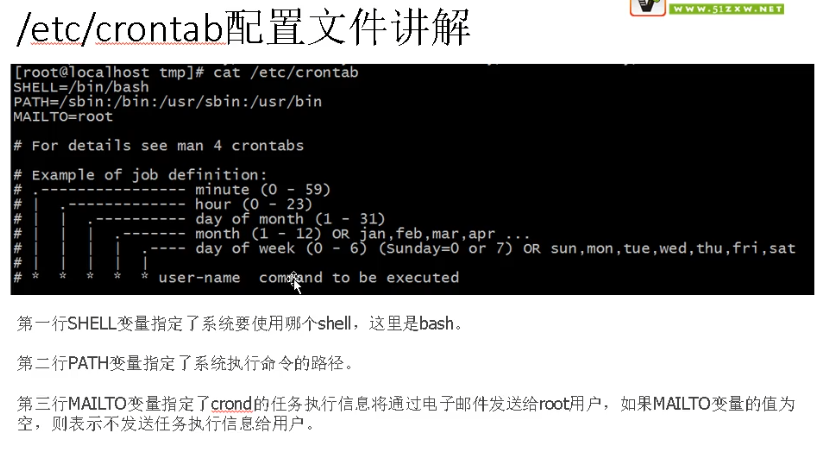 /etc/crontab配置文件讲解
WWW.51ZXW.NET
[root@localhost tmp]# cat /etc/crontab
SHELL=/bin/bash
PATH=/sbin:/bin:/usr/sbin:/usr/bin
MAILTO=root
# For details see man 4 crontabs
# Example of job definition:
# .---------------- minute (0 - 59)
# |  .------------- hour (0 - 23)
# |  |  .---------- day of month (1 - 31)
# |  |  |  .------- month (1 - 12) OR jan,feb,mar,apr ...
# |  |  |  |  .---- day of week (0 - 6) (Sunday=0 or 7) OR sun,mon,tue,wed,thu,fri,sat
# |  |  |  |  |
# *  *  *  *  * user-name  command to be executed
第一行SHELL变量指定了系统要使用哪个shell，这里是bash。
第二行PATH变量指定了系统执行命令的路径。
第三行MAILTO变量指定了crond的任务执行信息将通过电子邮件发送给root用户，如果MAILTO变量的值为
空，则表示不发送任务执行信息给用户。